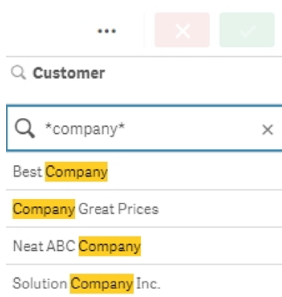 Customer
*company*
Best Company
Company Great Prices
Neat ABC Company
Solution Company Inc.